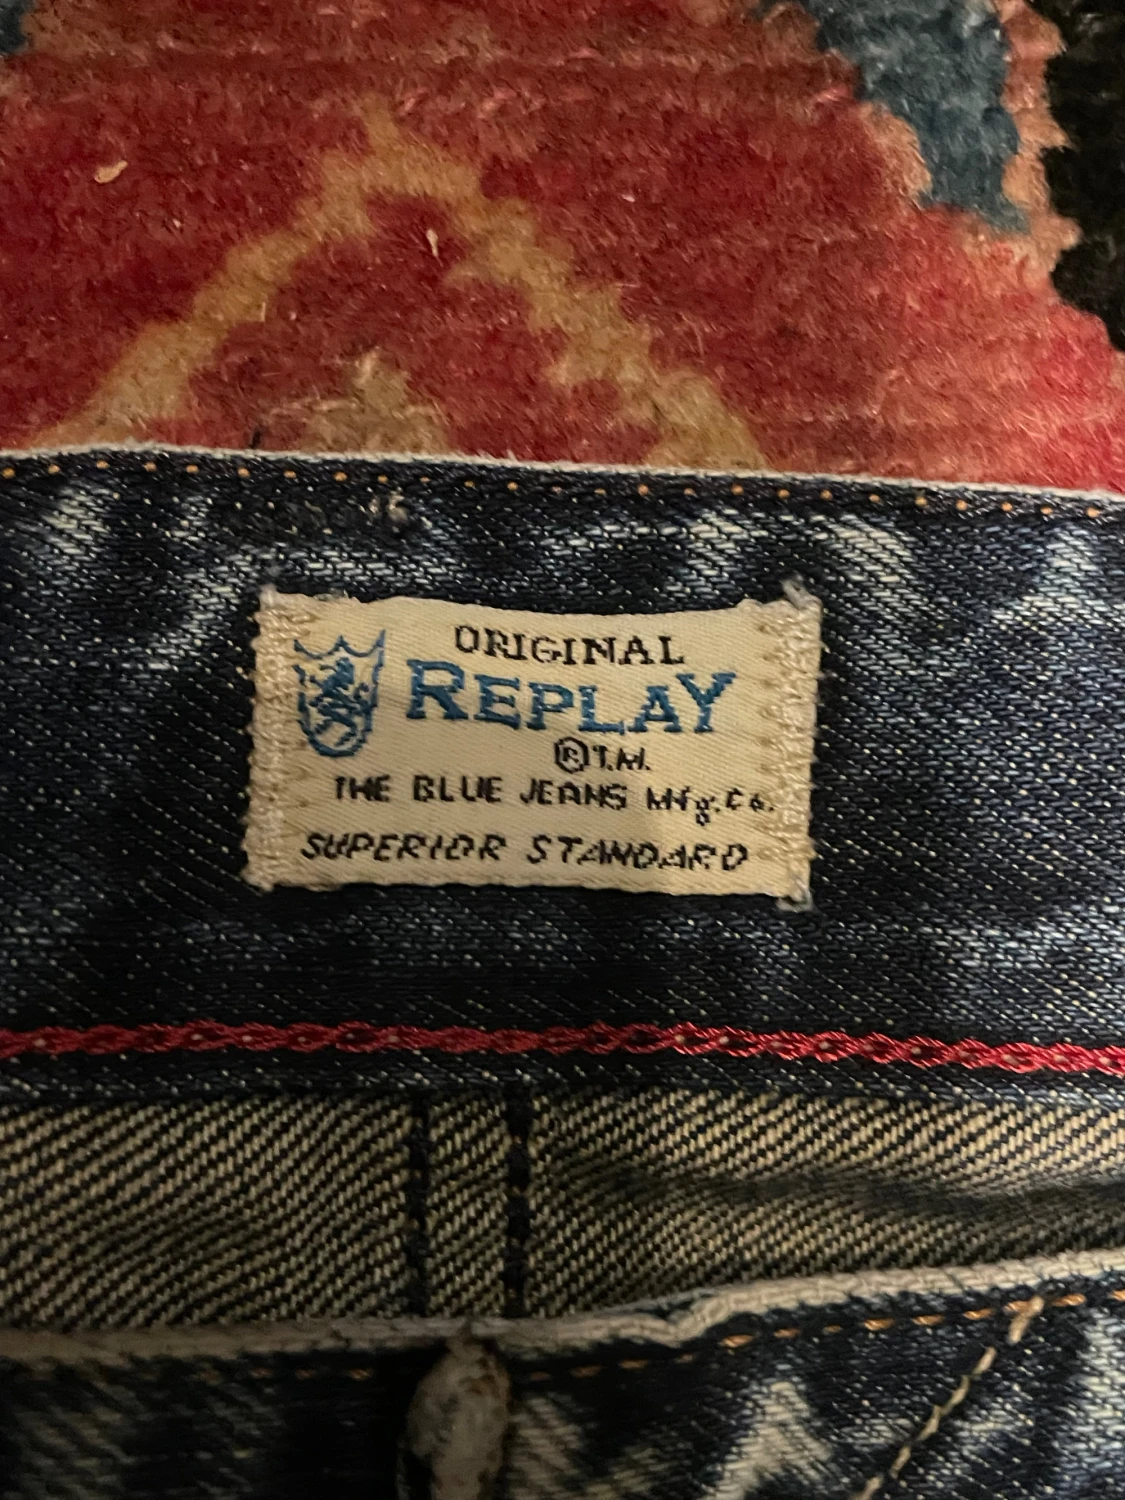 ORIGINAL
REPLAY
® T.M.
THE BLUE JEANS Mfg. Co.
SUPERIOR STANDARD